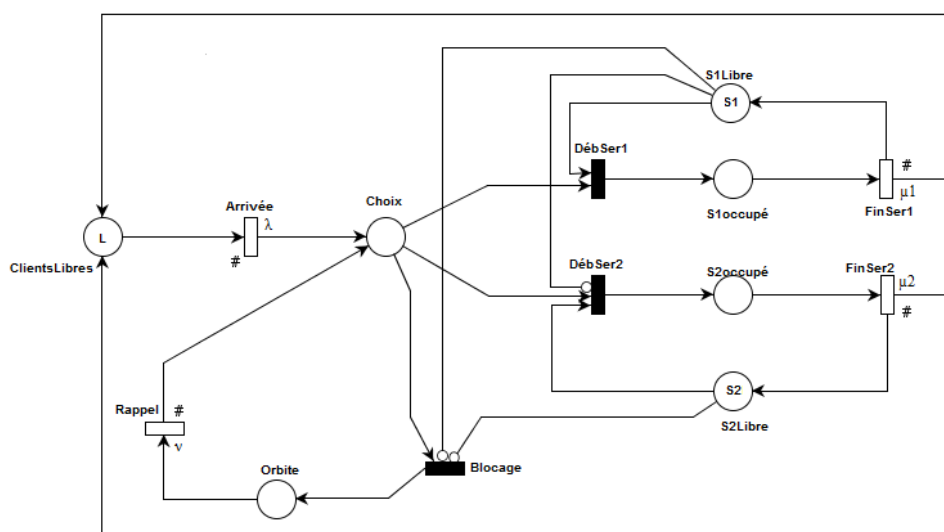 S1Libre
S1
DébSer1
#
µ1
FinSer1
S1occupé
Choix
Arrivée
λ
#
L
ClientsLibres
DébSer2
S2occupé
FinSer2
µ2
#
S2
S2Libre
Rappel
#
ν
Orbite
Blocage